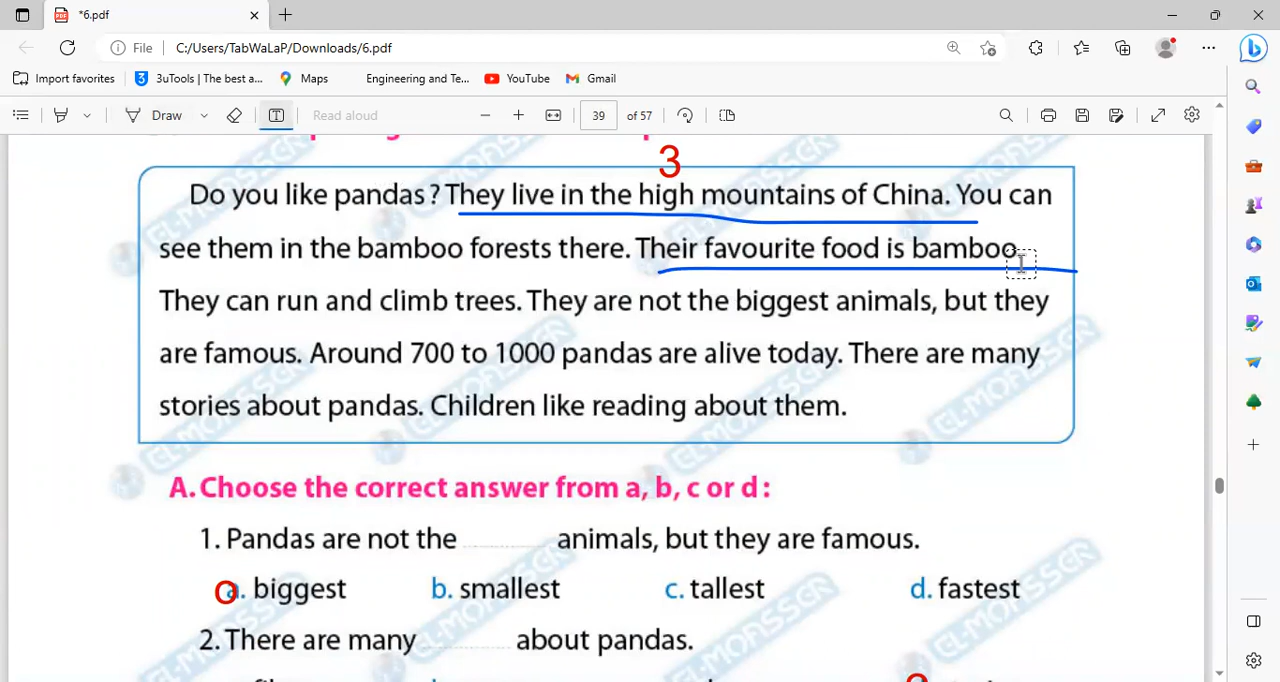 *6.pdf
File C:/Users/TabWaLaP/Downloads/6.pdf
Import favorites 3uTools | The best a... Maps Engineering and Te... YouTube Gmail
Draw Read aloud 39 of 57
3
Do you like pandas? They live in the high mountains of China. You can
see them in the bamboo forests there. Their favourite food is bamboo.
They can run and climb trees. They are not the biggest animals, but they
are famous. Around 700 to 1000 pandas are alive today. There are many
stories about pandas. Children like reading about them.
A. Choose the correct answer from a, b, c or d :
1. Pandas are not the ........ animals, but they are famous.
a. biggest b. smallest c. tallest d. fastest
2. There are many ........ about pandas.
EL-MOASSER